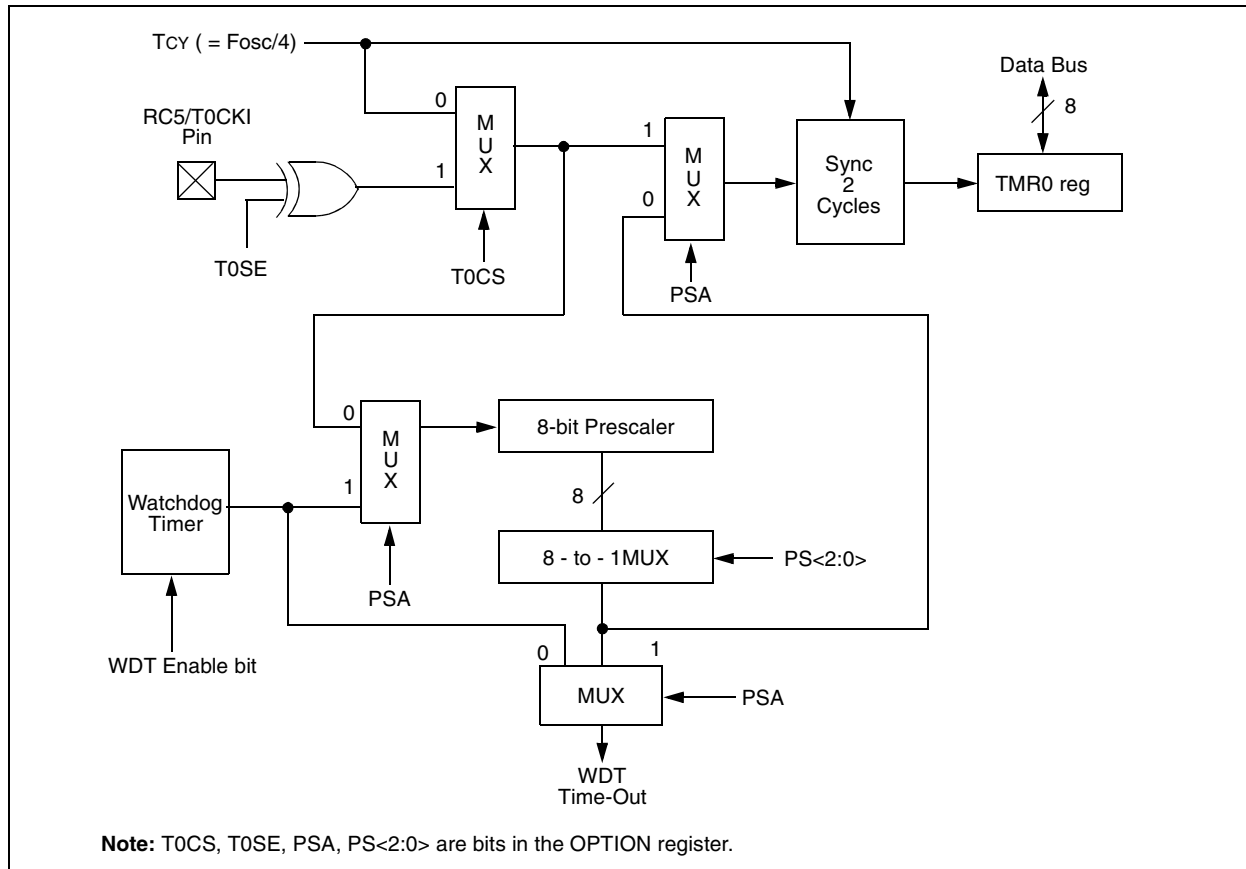 TCY ( = Fosc/4)
Data Bus
8
RC5/T0CKI
Pin
0
1
M
U
X
T0CS
T0SE
1
0
M
U
X
PSA
Sync
2
Cycles
TMR0 reg
0
1
M
U
X
PSA
8-bit Prescaler
8
8 - to - 1MUX
PS<2:0>
Watchdog
Timer
WDT Enable bit
0
1
MUX
PSA
WDT
Time-Out
Note: T0CS, T0SE, PSA, PS<2:0> are bits in the OPTION register.